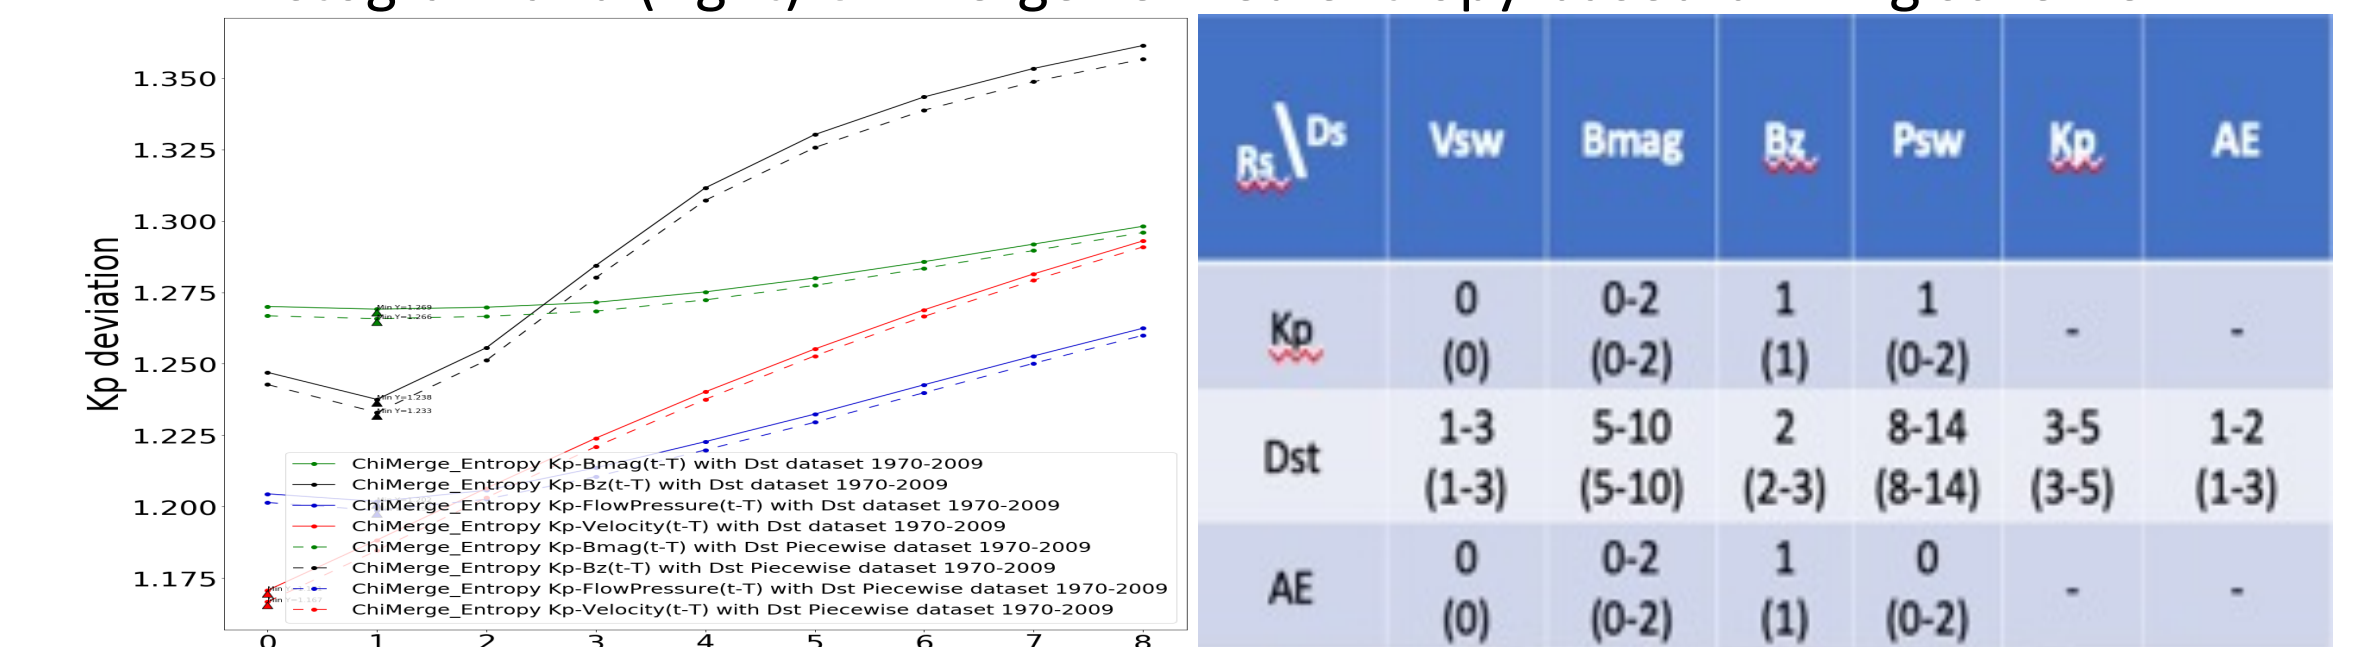 1.350
1.325
1.300
1.275
1.250
1.225
1.200
1.175
Kp deviation
Min Y=1.269
Min Y=1.266
Min Y=1.238
Min Y=1.233
ChiMerge_Entropy Kp-Bmag(t-T) with Dst dataset 1970-2009
ChiMerge_Entropy Kp-Bz(t-T) with Dst dataset 1970-2009
ChiMerge_Entropy Kp-FlowPressure(t-T) with Dst dataset 1970-2009
ChiMerge_Entropy Kp-Velocity(t-T) with Dst dataset 1970-2009
ChiMerge_Entropy Kp-Bmag(t-T) with Dst Piecewise dataset 1970-2009
ChiMerge_Entropy Kp-Bz(t-T) with Dst Piecewise dataset 1970-2009
ChiMerge_Entropy Kp-FlowPressure(t-T) with Dst Piecewise dataset 1970-2009
ChiMerge_Entropy Kp-Velocity(t-T) with Dst Piecewise dataset 1970-2009
Min
Min Y=1.167
0 1 2 3 4 5 6 7 8
Rs\Ds Vsw Bmag Bz Psw Kp AE
Kp 0 0-2 1 1 - -
(0) (0-2) (1) (0-2)
Dst 1-3 5-10 2 8-14 3-5 1-2
(1-3) (5-10) (2-3) (8-14) (3-5) (1-3)
AE 0 0-2 1 0 - -
(0) (0-2) (1) (0-2)